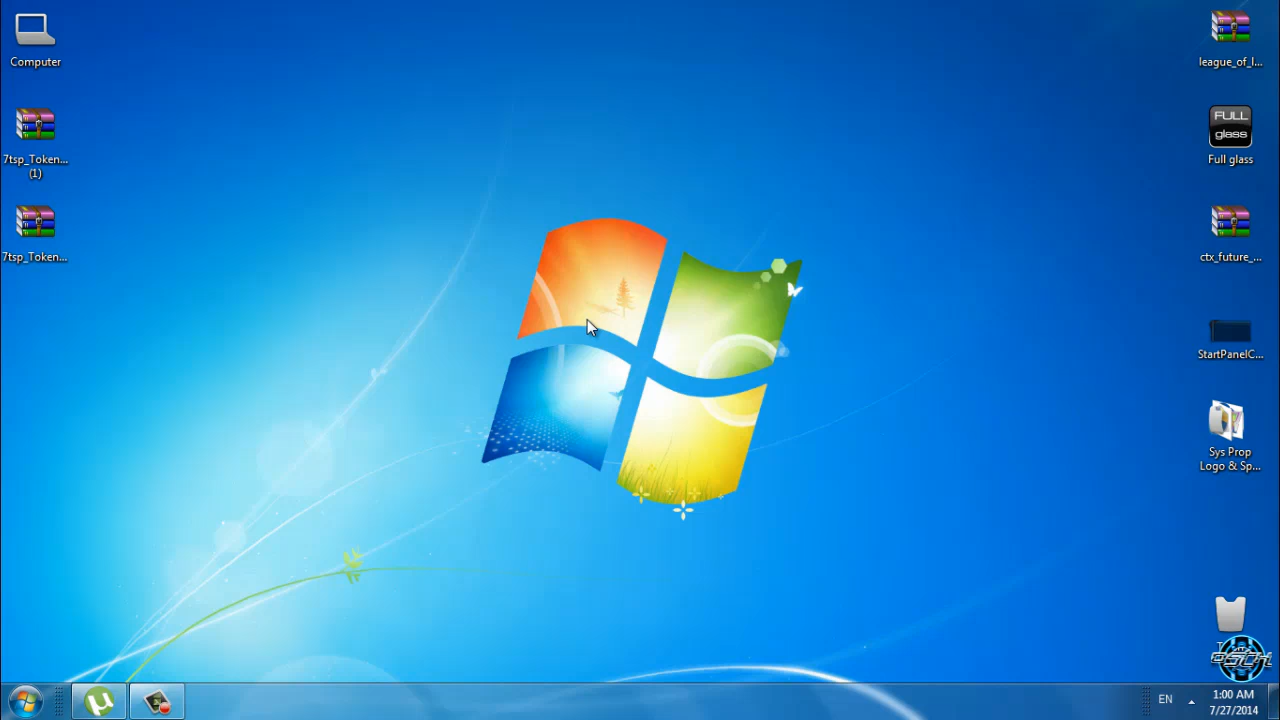 Computer
7tsp_Token...
(1)
7tsp_Token...
league_of_l...
FULL
glass
Full glass
ctx_future_...
StartPanelC...
Sys Prop
Logo & Sp...
EN
1:00 AM
7/27/2014